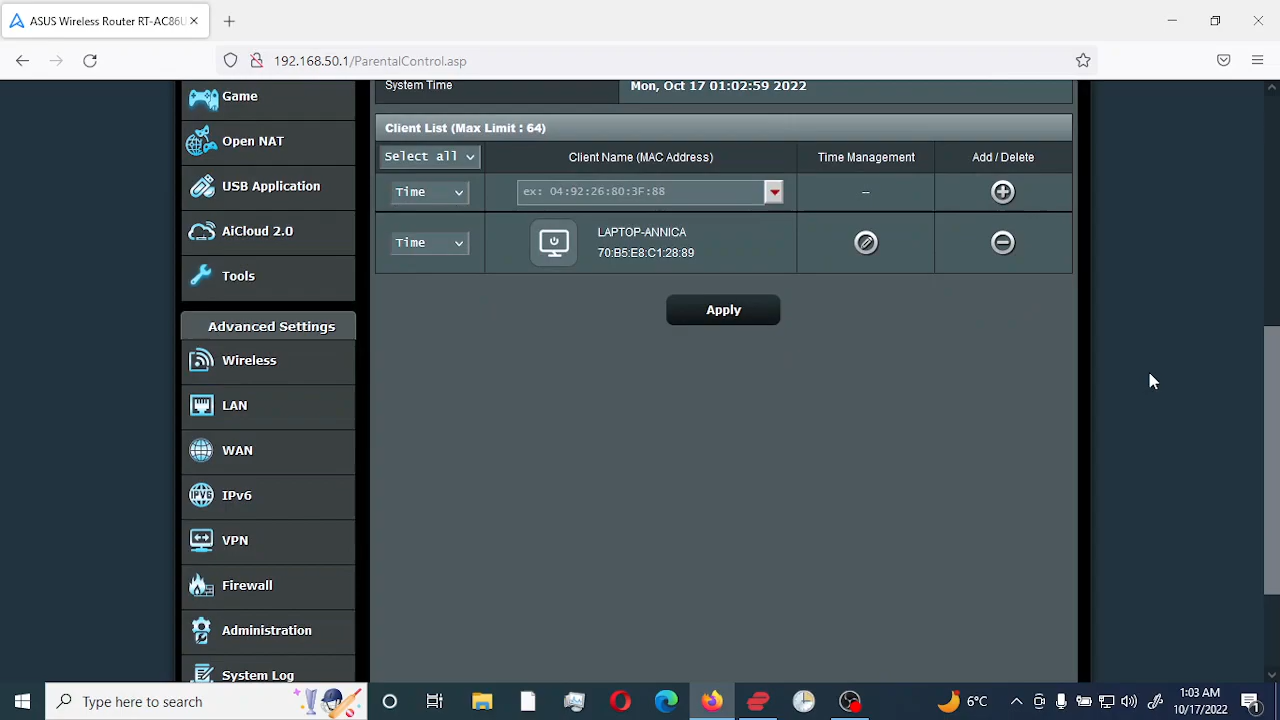 ASUS Wireless Router RT-AC86U
192.168.50.1/ParentalControl.asp
Game
Open NAT
USB Application
AiCloud 2.0
Tools
Advanced Settings
Wireless
LAN
WAN
IPv6
VPN
Firewall
Administration
System Log
System Time Mon, Oct 17 01:02:59 2022
Client List (Max Limit : 64)
Select all Client Name (MAC Address) Time Management Add / Delete
Time ex: 04:92:26:80:3F:88 –
Time LAPTOP-ANNICA
70:B5:E8:C1:28:89
Apply
Type here to search
6°C
1:03 AM
10/17/2022
1